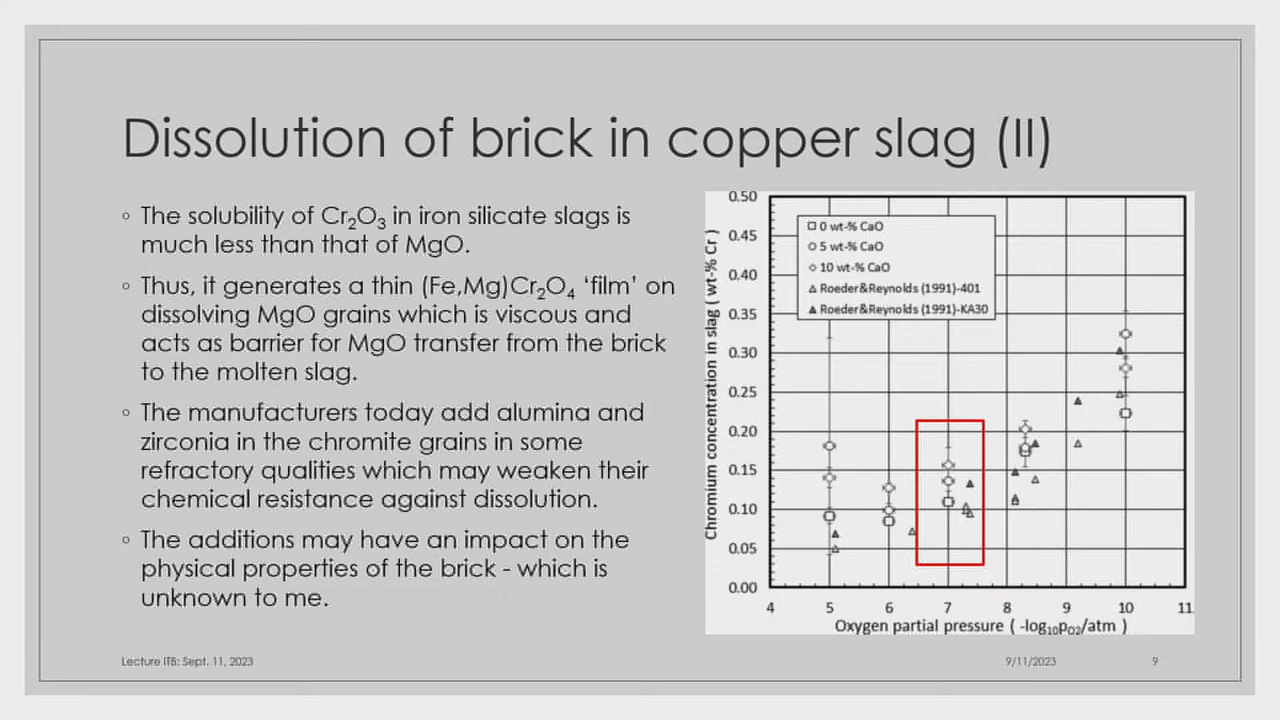 Dissolution of brick in copper slag (II)
◦ The solubility of Cr₂O₃ in iron silicate slags is
much less than that of MgO.
◦ Thus, it generates a thin (Fe,Mg)Cr₂O₄ ‘film’ on
dissolving MgO grains which is viscous and
acts as barrier for MgO transfer from the brick
to the molten slag.
◦ The manufacturers today add alumina and
zirconia in the chromite grains in some
refractory qualities which may weaken their
chemical resistance against dissolution.
◦ The additions may have an impact on the
physical properties of the brick - which is
unknown to me.
Chromium concentration in slag ( wt-% Cr )
0.50
0.45
0.40
0.35
0.30
0.25
0.20
0.15
0.10
0.05
0.00
0 wt-% CaO
5 wt-% CaO
10 wt-% CaO
Roeder&Reynolds (1991)-401
Roeder&Reynolds (1991)-KA30
4 5 6 7 8 9 10 11
Oxygen partial pressure ( -log₁₀pO₂/atm )
Lecture ITB: Sept. 11, 2023
9/11/2023
9